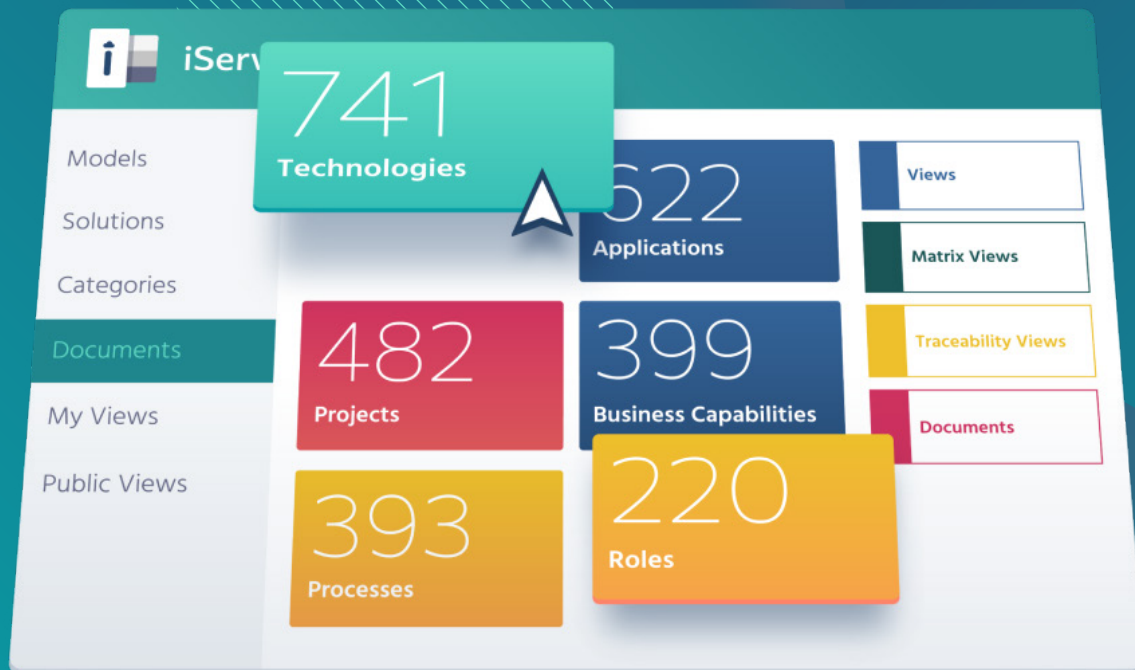 iServ
741
Technologies
622
Applications
Models
Solutions
Categories
Documents
My Views
Public Views
482
Projects
399
Business Capabilities
393
Processes
220
Roles
Views
Matrix Views
Traceability Views
Documents